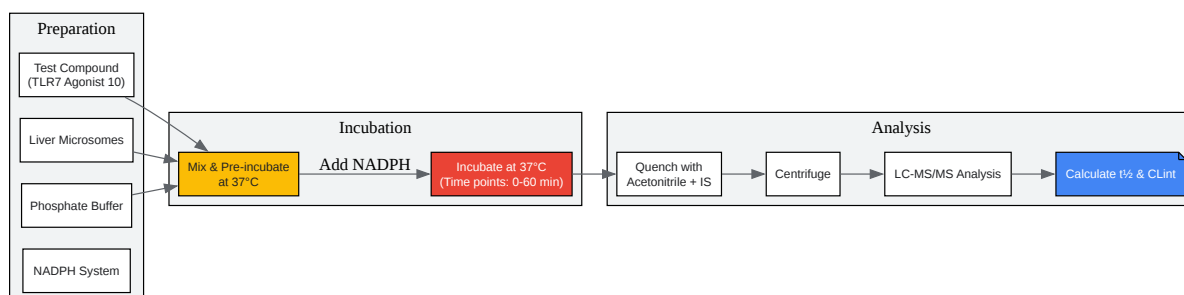 Preparation
Test Compound
(TLR7 Agonist 10)
Liver Microsomes
Phosphate Buffer
NADPH System
Incubation
Mix & Pre-incubate
at 37°C
Add NADPH
Incubate at 37°C
(Time points: 0-60 min)
Analysis
Quench with
Acetonitrile + IS
Centrifuge
LC-MS/MS Analysis
Calculate t½ & CLint